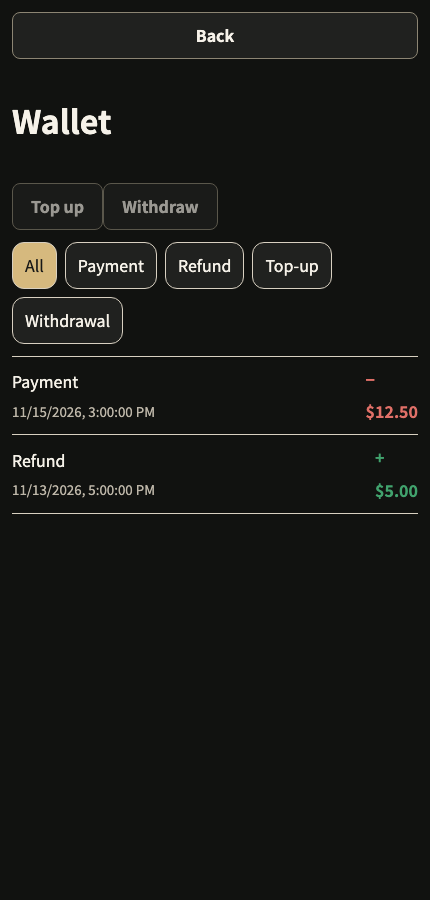 Back
Wallet
Top up Withdraw
All Payment Refund Top-up
Withdrawal
Payment −
11/15/2026, 3:00:00 PM $12.50
Refund +
11/13/2026, 5:00:00 PM $5.00